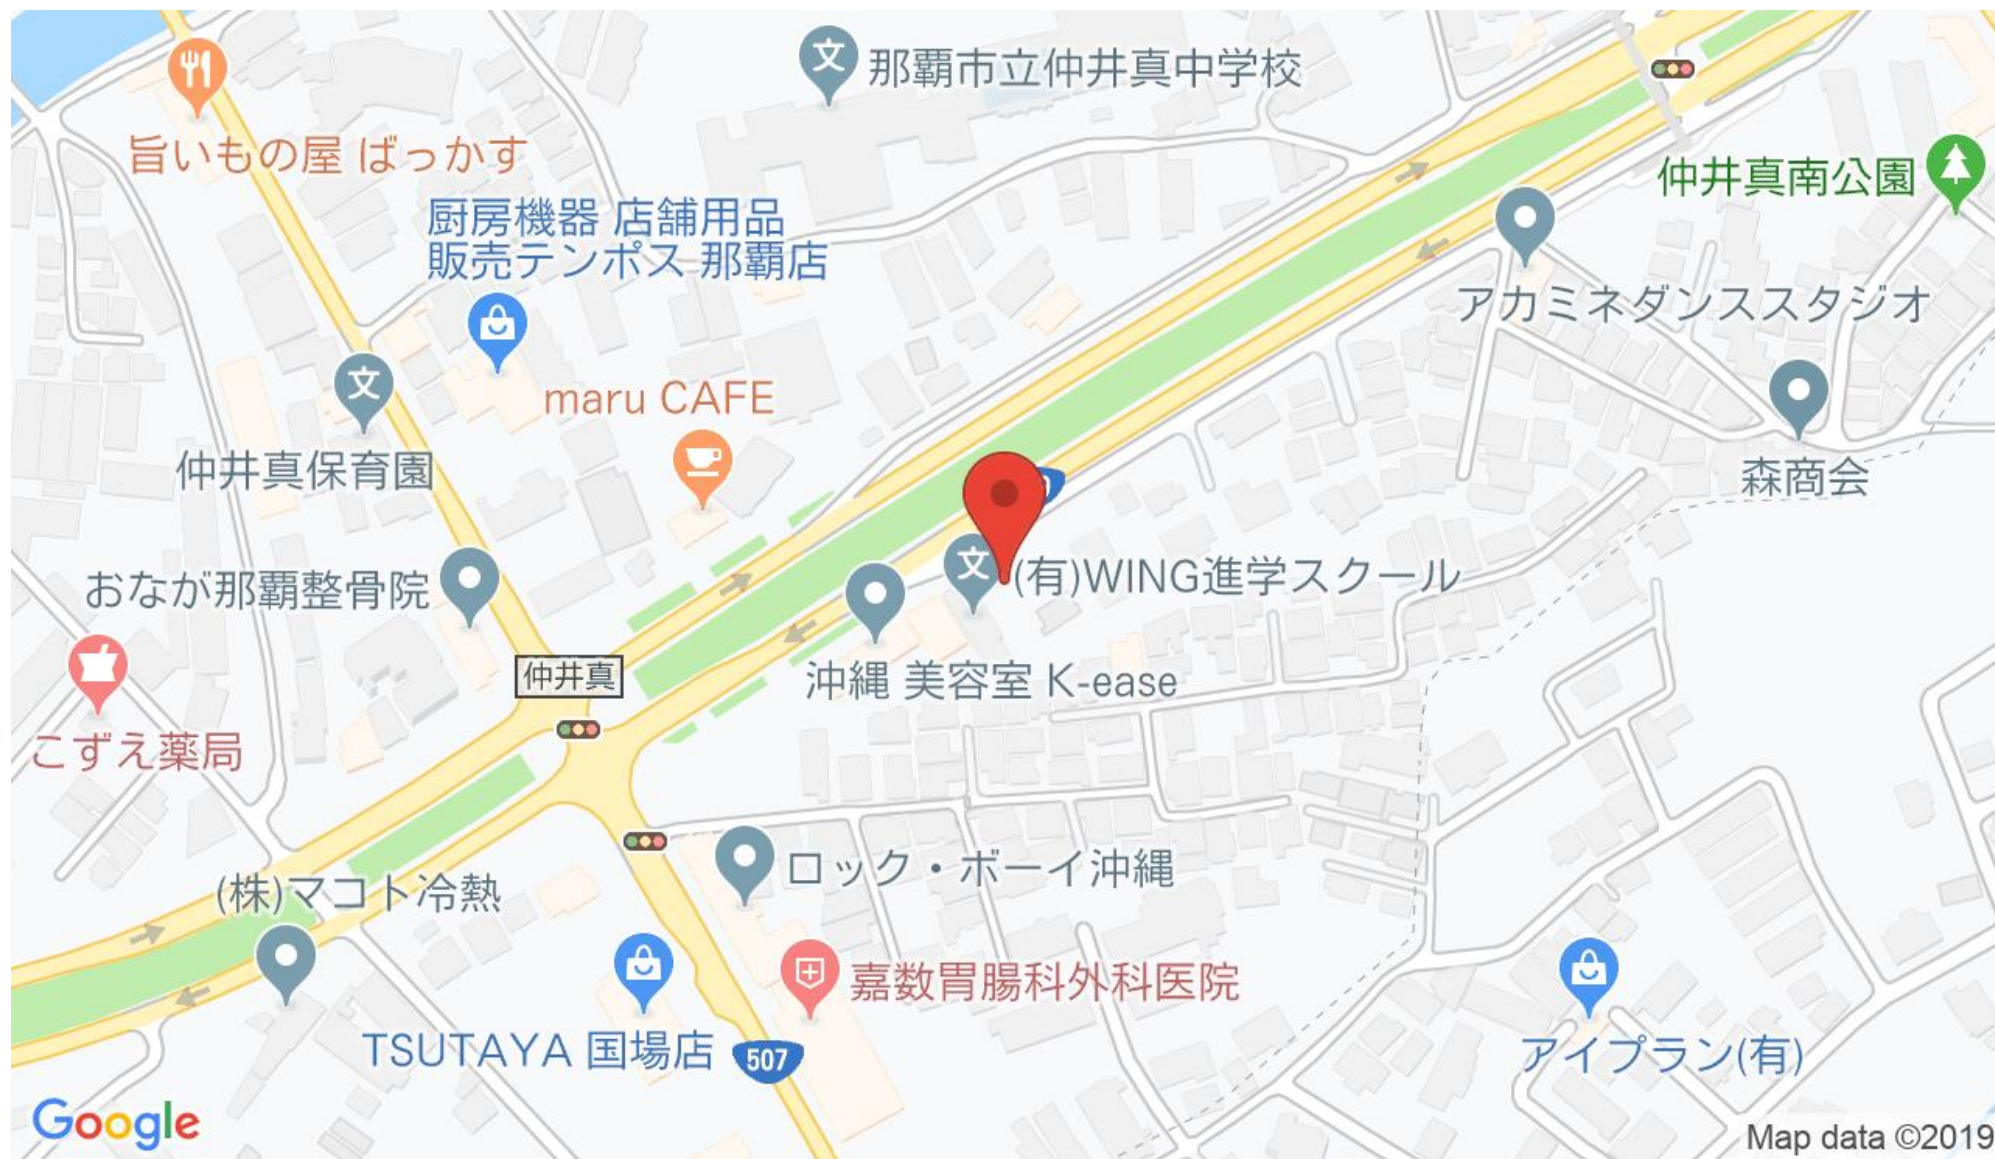 文
那覇市立仲井真中学校
旨いもの屋 ばっかす
仲井真南公園
厨房機器 店舗用品
販売テンポス 那覇店
アカミネダンススタジオ
文
maru CAFE
仲井真保育園
森商会
文
(有)WING進学スクール
おなが那覇整骨院
仲井真
沖縄 美容室 K-ease
こずえ薬局
ロック・ボーイ沖縄
(株)マコト冷熱
嘉数胃腸科外科医院
TSUTAYA 国場店
507
アイプラン(有)
Google
Map data ©2019